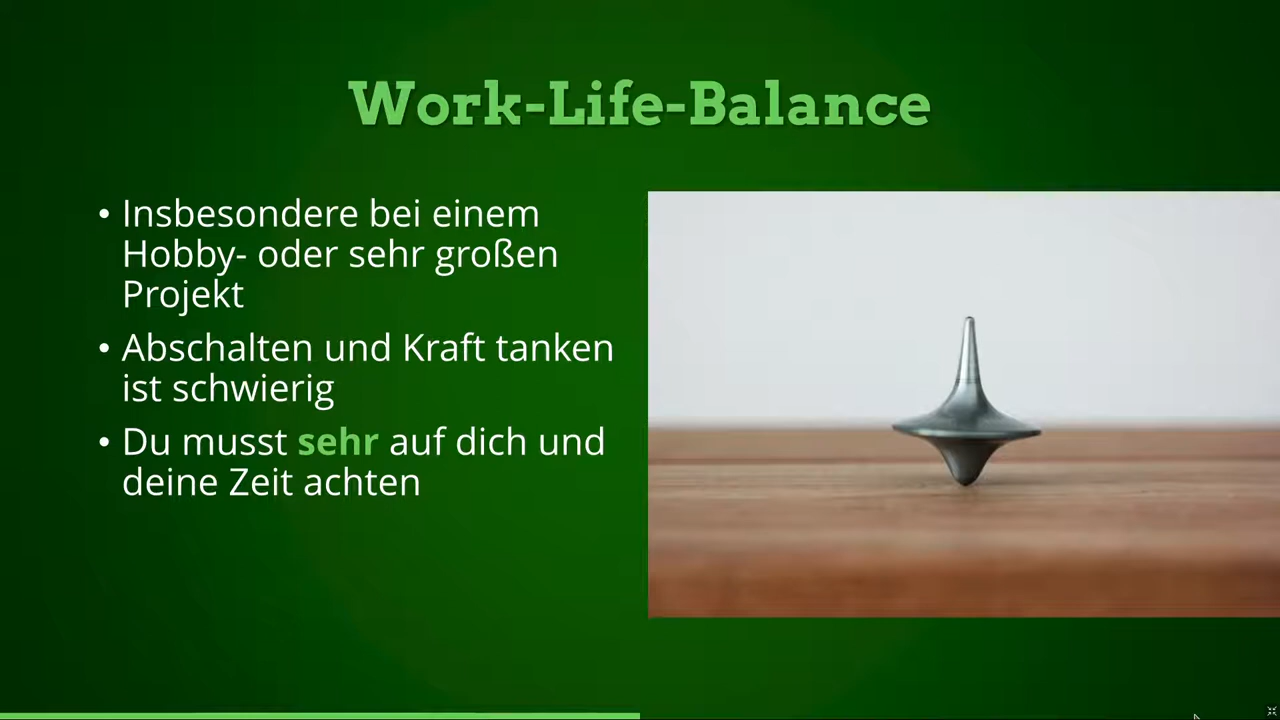 Work-Life-Balance
• Insbesondere bei einem
Hobby- oder sehr großen
Projekt
• Abschalten und Kraft tanken
ist schwierig
• Du musst sehr auf dich und
deine Zeit achten